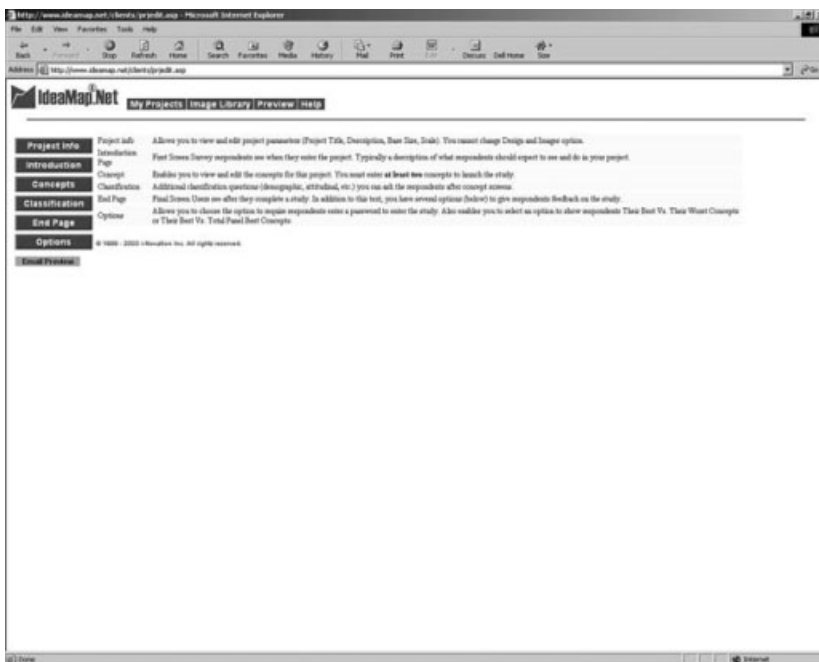 http://www.ideamap.net/clients/prjedit.asp - Microsoft Internet Explorer
File Edit View Favorites Tools Help
Back Forward Stop Refresh Home Search Favorites Media History Mail Print Edit Discuss Dell Home Size
Address http://www.ideamap.net/clients/prjedit.asp
IdeaMap.Net My Projects Image Library Preview Help
Project Info
Introduction
Concepts
Classification
End Page
Options
Email Preview
Project info Allows you to view and edit project parameters (Project Title, Description, Base Size, Scale). You cannot change Design and Images option.
Introduction Page First Screen Survey respondents see when they enter the project. Typically a description of what respondents should expect to see and do in your project.
Concept Enables you to view and edit the concepts for this project. You must enter at least two concepts to launch the study.
Classification Additional classification questions (demographic, attitudinal, etc.) you can ask the respondents after concept screens.
End Page Final Screen Users see after they complete a study. In addition to this text, you have several options (below) to give respondents feedback on the study.
Options Allows you to choose the option to require respondents enter a password to enter the study. Also enables you to select an option to show respondents Their Best Vs. Their Worst Concepts
or Their Best Vs. Total Panel Best Concepts
© 1999 - 2003 i-Novation Inc. All rights reserved.
Done Internet